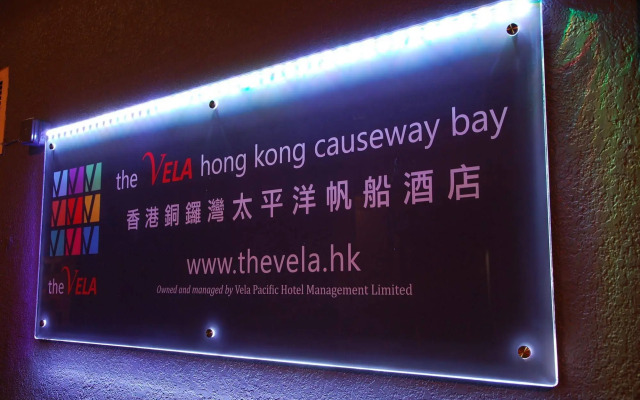 the VELA hong kong causeway bay
香港銅鑼灣太平洋帆船酒店
www.thevela.hk
Owned and managed by Vela Pacific Hotel Management Limited
the VELA